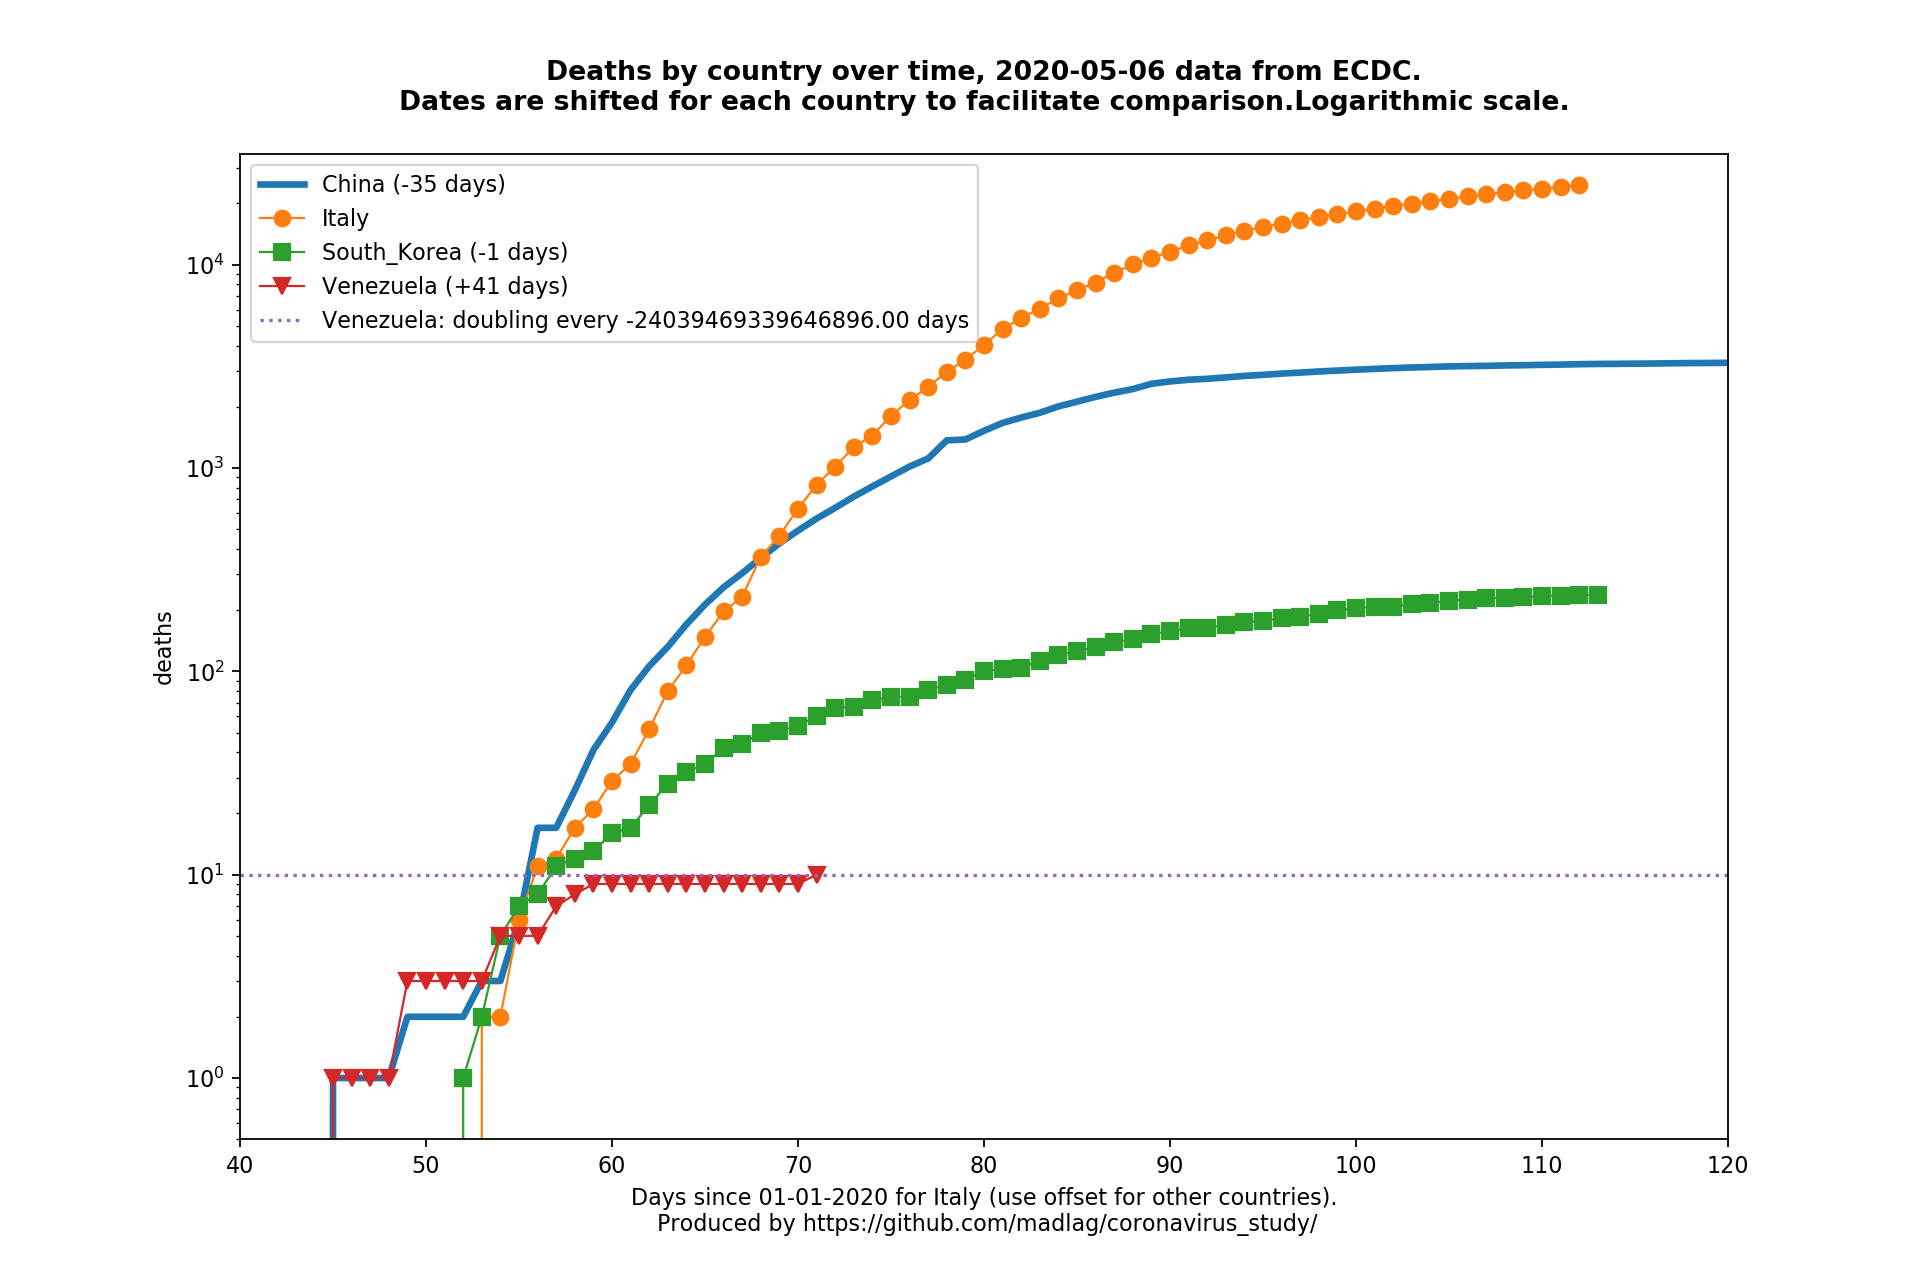 Deaths by country over time, 2020-05-06 data from ECDC.
Dates are shifted for each country to facilitate comparison.Logarithmic scale.
China (-35 days)
Italy
South_Korea (-1 days)
Venezuela (+41 days)
Venezuela: doubling every -24039469339646896.00 days
deaths
10⁴
10³
10²
10¹
10⁰
40 50 60 70 80 90 100 110 120
Days since 01-01-2020 for Italy (use offset for other countries).
Produced by https://github.com/madlag/coronavirus_study/